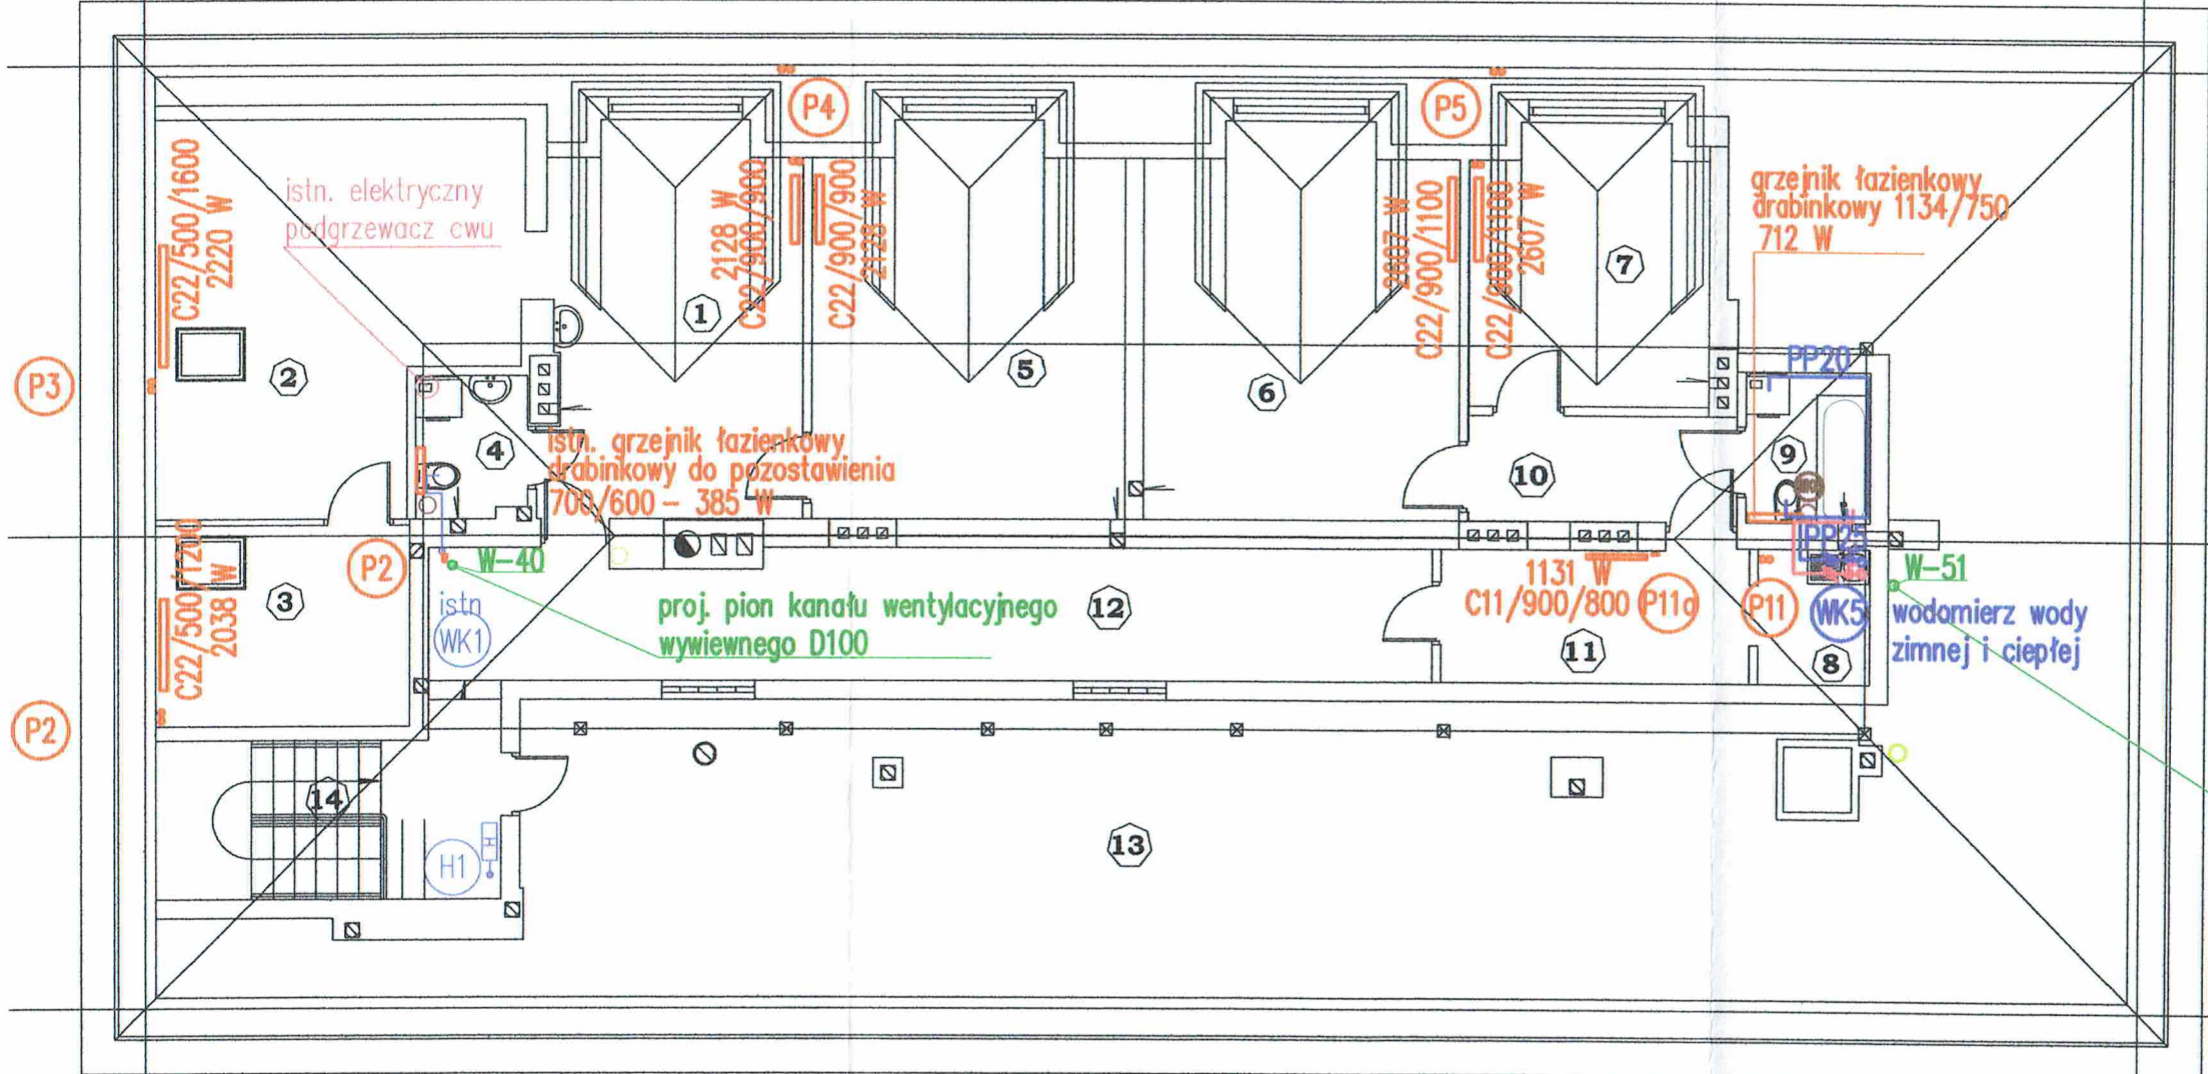 P4
P5
C22/500/1600
2220 W
istn. elektryczny
podgrzewacz cwu
2128 W
C22/900/900
C22/900/900
2128 W
2607 W
C22/900/1100
C22/900/1100
2607 W
grzejnik łazienkowy
drabinkowy 1134/750
712 W
1
2
5
6
7
P3
PP20
4
istn. grzejnik łazienkowy
drabinkowy do pozostawienia
700/600 – 385 W
10
9
PP25
C22/500/1200
2038 W
3
P2
W-40
istn
WK1
proj. pion kanału wentylacyjnego
wywiewnego D100
12
1131 W
C11/900/800
P11a
P11
WK5
W-51
wodomierz wody
zimnej i ciepłej
11
8
P2
14
H1
13